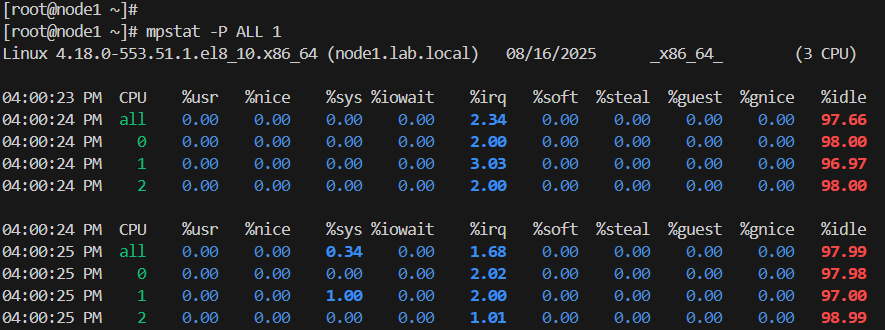 [root@node1 ~]#
[root@node1 ~]# mpstat -P ALL 1
Linux 4.18.0-553.51.1.el8_10.x86_64 (node1.lab.local)   08/16/2025      _x86_64_        (3 CPU)

04:00:23 PM  CPU    %usr   %nice    %sys %iowait    %irq   %soft  %steal  %guest  %gnice   %idle
04:00:24 PM  all    0.00    0.00    0.00    0.00    2.34    0.00    0.00    0.00    0.00   97.66
04:00:24 PM    0    0.00    0.00    0.00    0.00    2.00    0.00    0.00    0.00    0.00   98.00
04:00:24 PM    1    0.00    0.00    0.00    0.00    3.03    0.00    0.00    0.00    0.00   96.97
04:00:24 PM    2    0.00    0.00    0.00    0.00    2.00    0.00    0.00    0.00    0.00   98.00

04:00:24 PM  CPU    %usr   %nice    %sys %iowait    %irq   %soft  %steal  %guest  %gnice   %idle
04:00:25 PM  all    0.00    0.00    0.34    0.00    1.68    0.00    0.00    0.00    0.00   97.99
04:00:25 PM    0    0.00    0.00    0.00    0.00    2.02    0.00    0.00    0.00    0.00   97.98
04:00:25 PM    1    0.00    0.00    1.00    0.00    2.00    0.00    0.00    0.00    0.00   97.00
04:00:25 PM    2    0.00    0.00    0.00    0.00    1.01    0.00    0.00    0.00    0.00   98.99